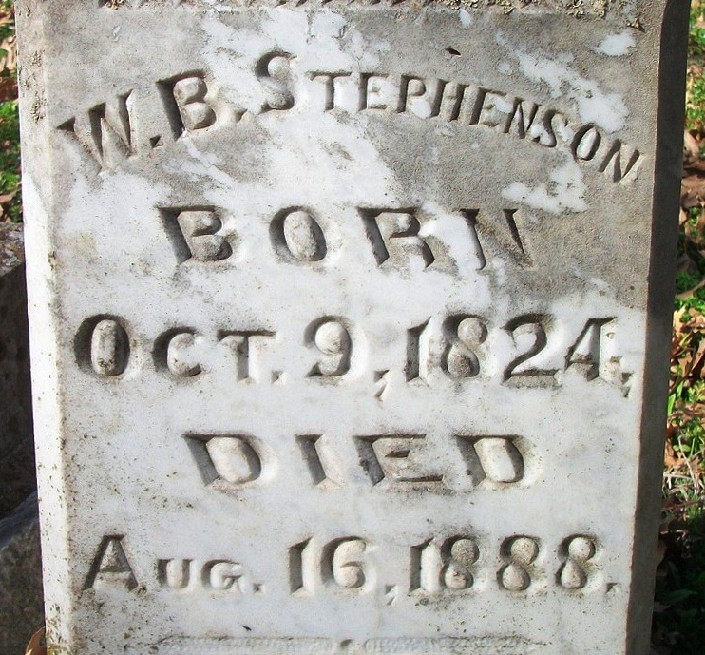 W. B. STEPHENSON
BORN
OCT. 9, 1824,
DIED
AUG. 16, 1888.